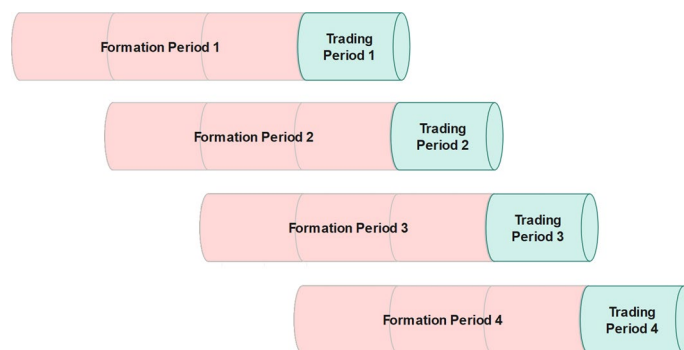 Formation Period 1
Trading
Period 1
Formation Period 2
Trading
Period 2
Formation Period 3
Trading
Period 3
Formation Period 4
Trading
Period 4